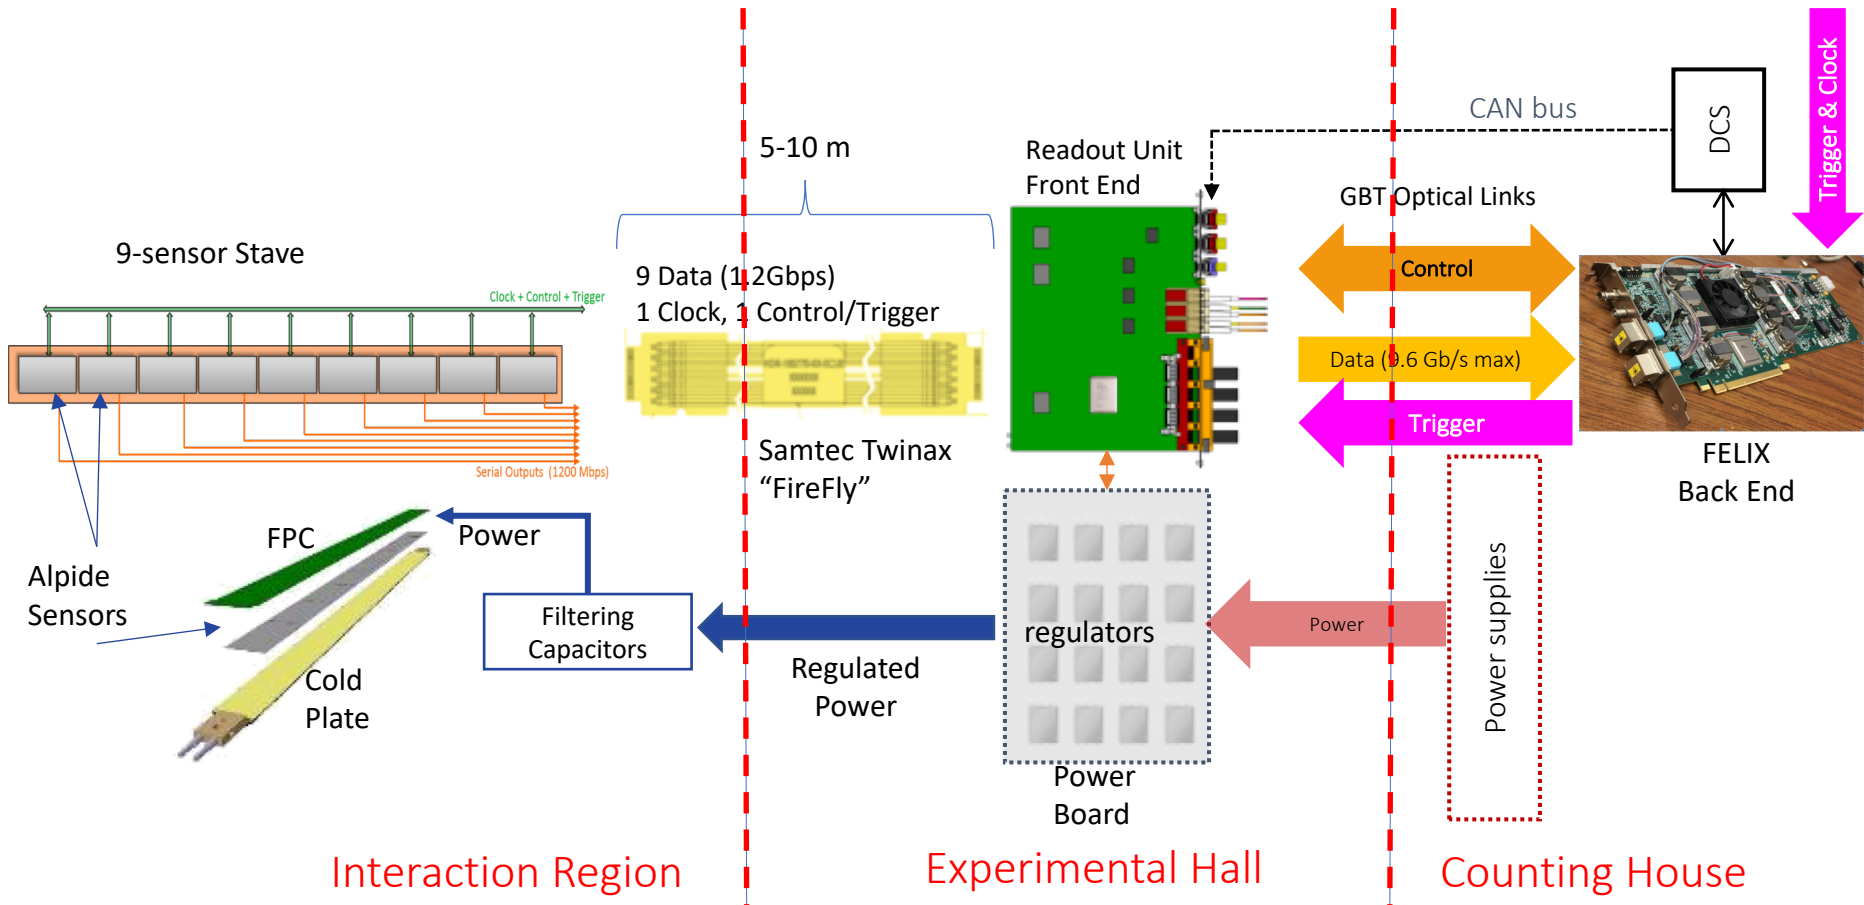 Trigger & Clock
CAN bus
DCS
5-10 m
Readout Unit
Front End
GBT Optical Links
9-sensor Stave
Control
9 Data (1.2Gbps)
1 Clock, 1 Control/Trigger
Clock + Control + Trigger
Data (9.6 Gb/s max)
Trigger
Samtec Twinax
“FireFly”
Serial Outputs (1200 Mbps)
FELIX
Back End
FPC
Power
Alpide
Sensors
Filtering
Capacitors
regulators
Power
Power supplies
Regulated
Power
Cold
Plate
Power
Board
Interaction Region
Experimental Hall
Counting House